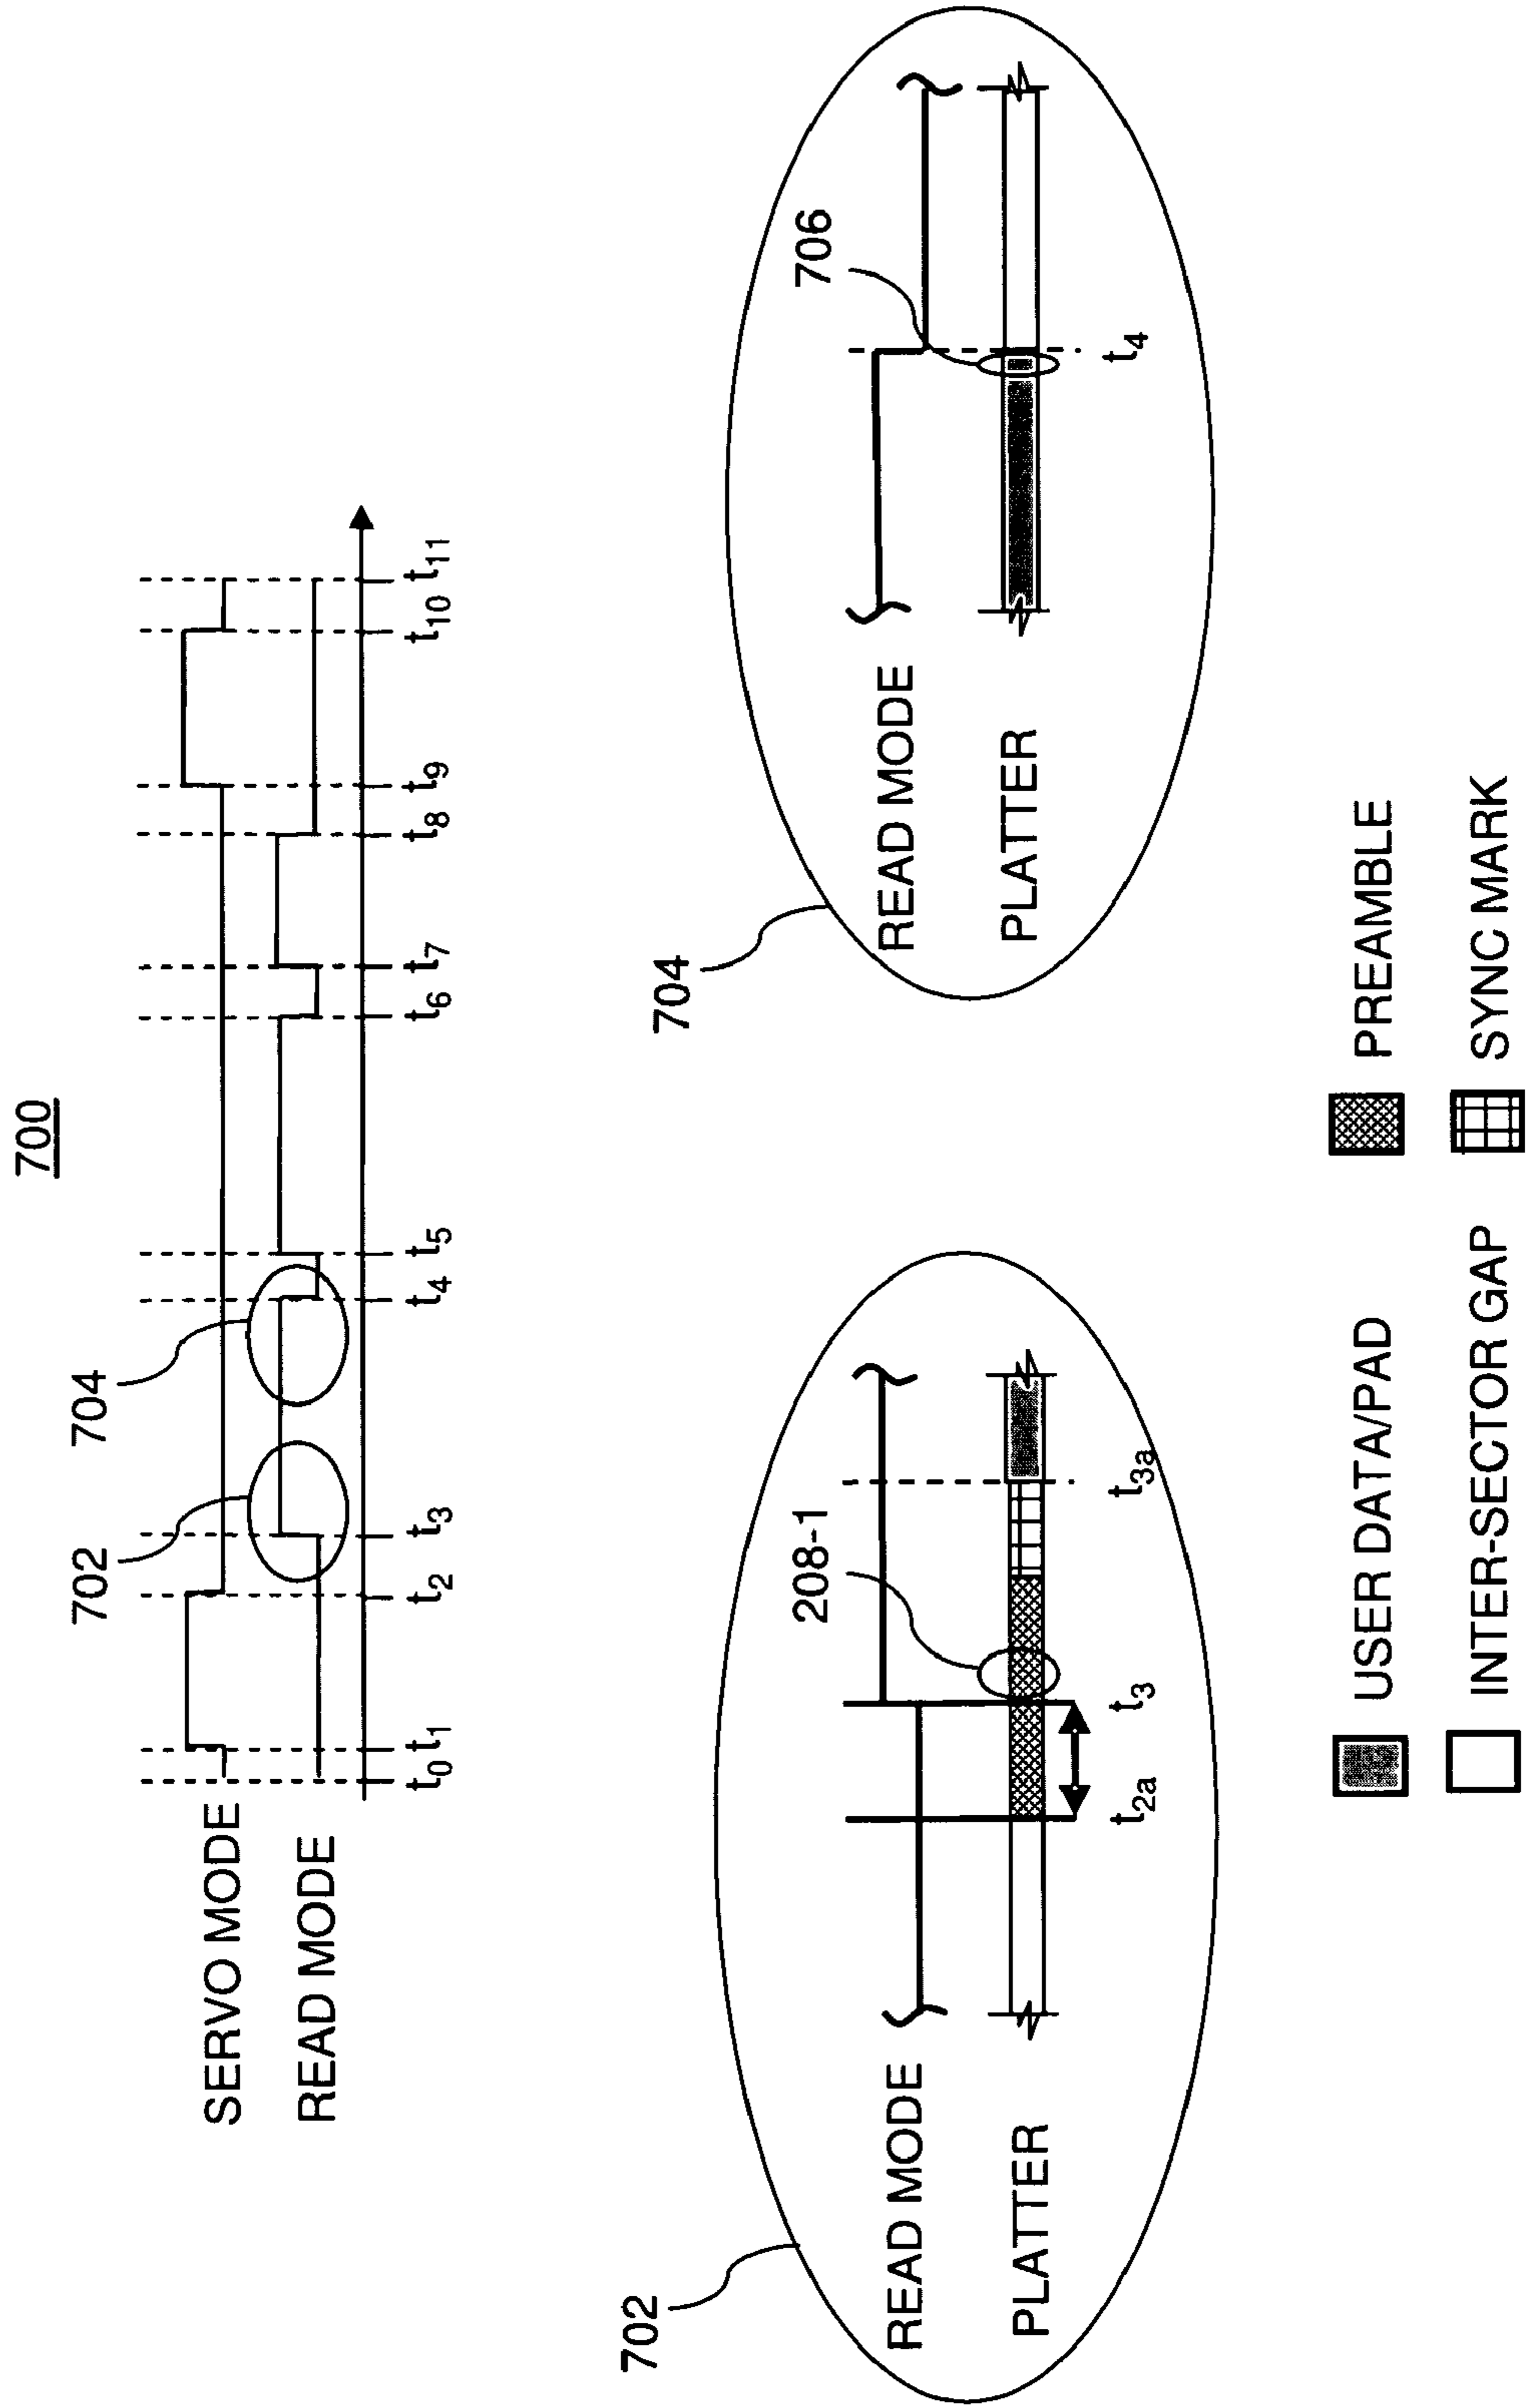 700
702
704
SERVO MODE
READ MODE
t0 t1 t2 t3 t4 t5 t6 t7 t8 t9 t10 t11
702
704
208-1
706
READ MODE
READ MODE
PLATTER
PLATTER
t2a t3 t3a
t4
USER DATA/PAD
PREAMBLE
INTER-SECTOR GAP
SYNC MARK